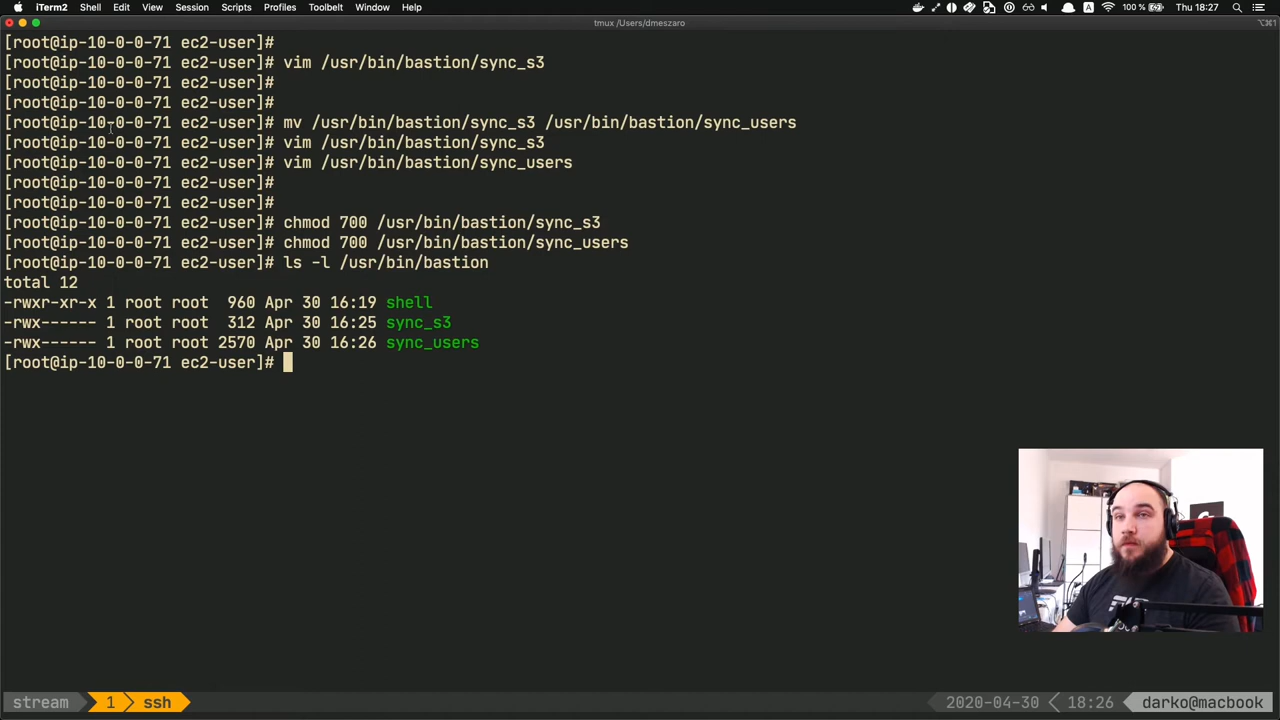 iTerm2 Shell Edit View Session Scripts Profiles Toolbelt Window Help 100 % Thu 18:27
tmux /Users/dmeszaro
⌥⌘1
[root@ip-10-0-0-71 ec2-user]#
[root@ip-10-0-0-71 ec2-user]# vim /usr/bin/bastion/sync_s3
[root@ip-10-0-0-71 ec2-user]#
[root@ip-10-0-0-71 ec2-user]#
[root@ip-10-0-0-71 ec2-user]# mv /usr/bin/bastion/sync_s3 /usr/bin/bastion/sync_users
[root@ip-10-0-0-71 ec2-user]# vim /usr/bin/bastion/sync_s3
[root@ip-10-0-0-71 ec2-user]# vim /usr/bin/bastion/sync_users
[root@ip-10-0-0-71 ec2-user]#
[root@ip-10-0-0-71 ec2-user]#
[root@ip-10-0-0-71 ec2-user]# chmod 700 /usr/bin/bastion/sync_s3
[root@ip-10-0-0-71 ec2-user]# chmod 700 /usr/bin/bastion/sync_users
[root@ip-10-0-0-71 ec2-user]# ls -l /usr/bin/bastion
total 12
-rwxr-xr-x 1 root root  960 Apr 30 16:19 shell
-rwx------ 1 root root  312 Apr 30 16:25 sync_s3
-rwx------ 1 root root 2570 Apr 30 16:26 sync_users
[root@ip-10-0-0-71 ec2-user]#
stream 1 ssh 2020-04-30 18:26 darko@macbook